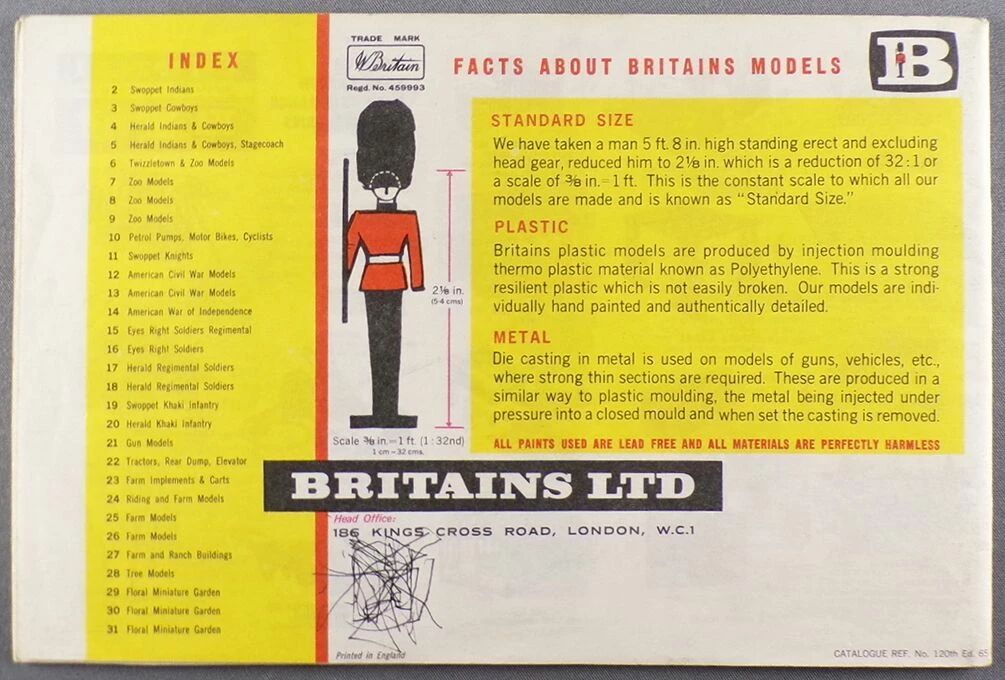 INDEX
2 Swoppet Indians
3 Swoppet Cowboys
4 Herald Indians & Cowboys
5 Herald Indians & Cowboys, Stagecoach
6 Twizzletown & Zoo Models
7 Zoo Models
8 Zoo Models
9 Zoo Models
10 Petrol Pumps, Motor Bikes, Cyclists
11 Swoppet Knights
12 American Civil War Models
13 American Civil War Models
14 American War of Independence
15 Eyes Right Soldiers Regimental
16 Eyes Right Soldiers
17 Herald Regimental Soldiers
18 Herald Regimental Soldiers
19 Swoppet Khaki Infantry
20 Herald Khaki Infantry
21 Gun Models
22 Tractors, Rear Dump, Elevator
23 Farm Implements & Carts
24 Riding and Farm Models
25 Farm Models
26 Farm Models
27 Farm and Ranch Buildings
28 Tree Models
29 Floral Miniature Garden
30 Floral Miniature Garden
31 Floral Miniature Garden
TRADE MARK
W Britain
Regd. No. 459993
2⅛ in.
(5·4 cms)
Scale ⅜ in.=1 ft. (1:32nd)
1 cm–32 cms.
FACTS ABOUT BRITAINS MODELS
B
STANDARD SIZE
We have taken a man 5 ft. 8 in. high standing erect and excluding
head gear, reduced him to 2⅛ in. which is a reduction of 32:1 or
a scale of ⅜ in.=1 ft. This is the constant scale to which all our
models are made and is known as "Standard Size."
PLASTIC
Britains plastic models are produced by injection moulding
thermo plastic material known as Polyethylene. This is a strong
resilient plastic which is not easily broken. Our models are indi-
vidually hand painted and authentically detailed.
METAL
Die casting in metal is used on models of guns, vehicles, etc.,
where strong thin sections are required. These are produced in a
similar way to plastic moulding, the metal being injected under
pressure into a closed mould and when set the casting is removed.
ALL PAINTS USED ARE LEAD FREE AND ALL MATERIALS ARE PERFECTLY HARMLESS
BRITAINS LTD
Head Office:
186 KINGS CROSS ROAD, LONDON, W.C.1
Printed in England
CATALOGUE REF. No. 120th Ed. 65